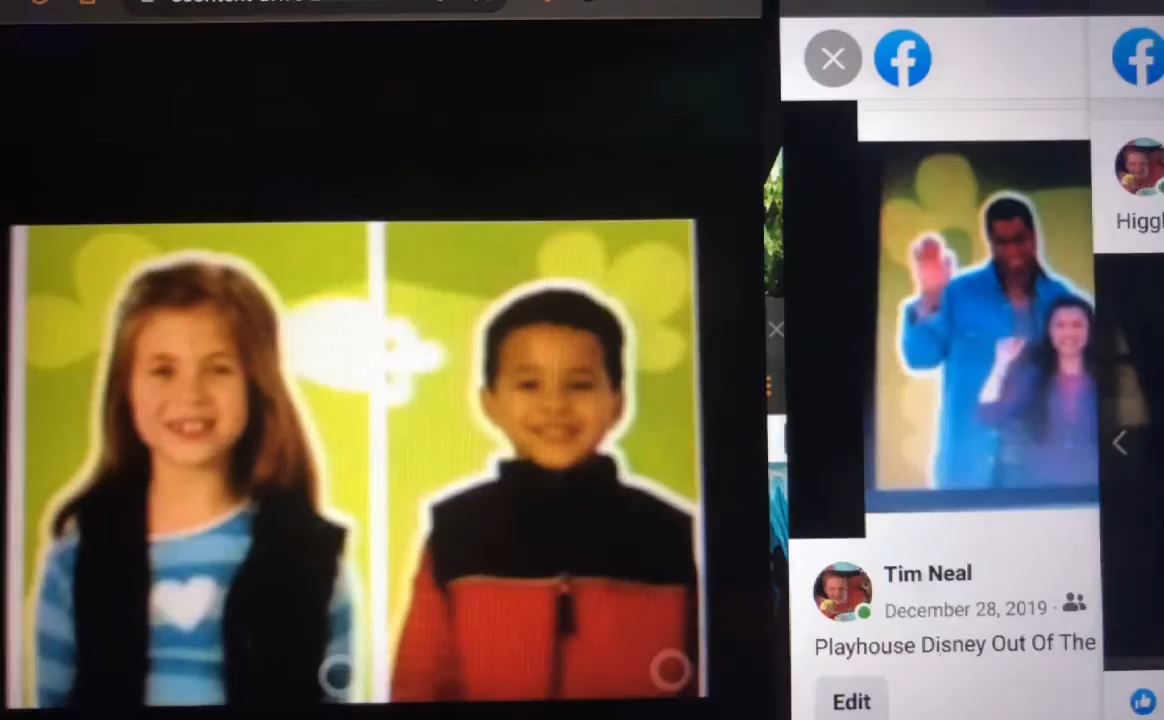 Higgl
Tim Neal
December 28, 2019 ·
Playhouse Disney Out Of The
Edit